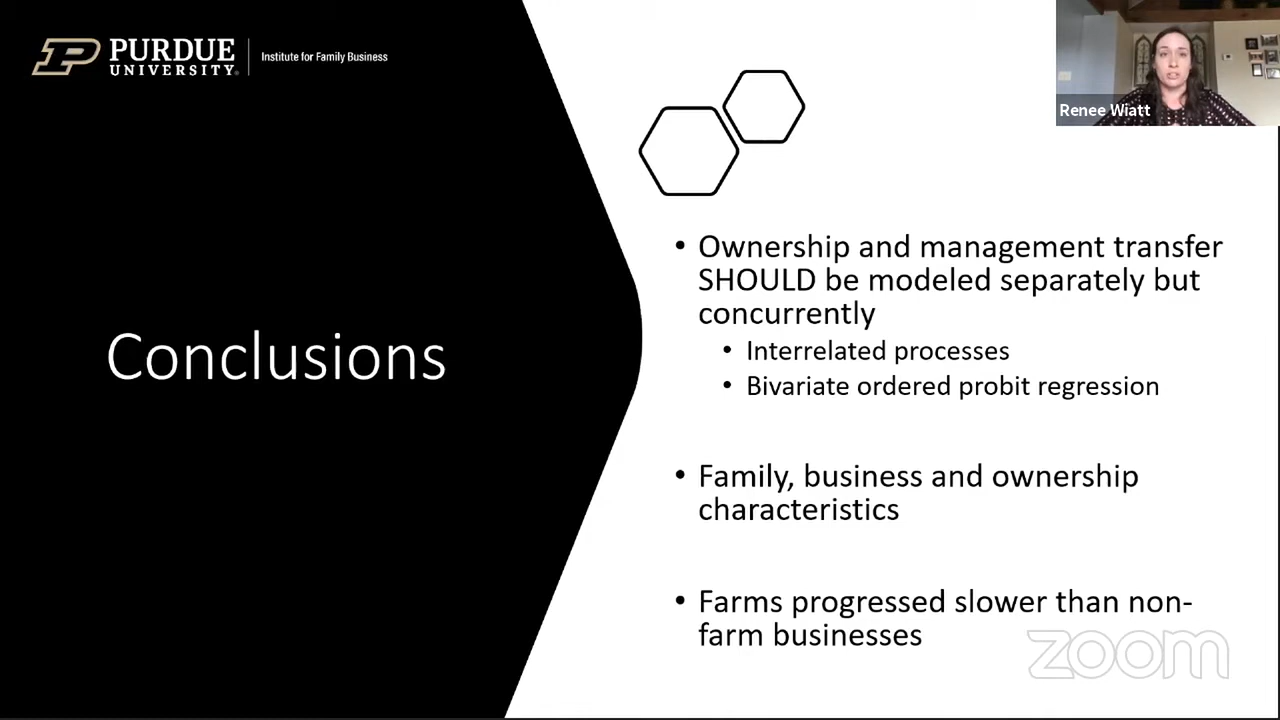 PURDUE
UNIVERSITY®
Institute for Family Business
Renee Wiatt
Conclusions
• Ownership and management transfer
SHOULD be modeled separately but
concurrently
• Interrelated processes
• Bivariate ordered probit regression
• Family, business and ownership
characteristics
• Farms progressed slower than non-
farm businesses
zoom